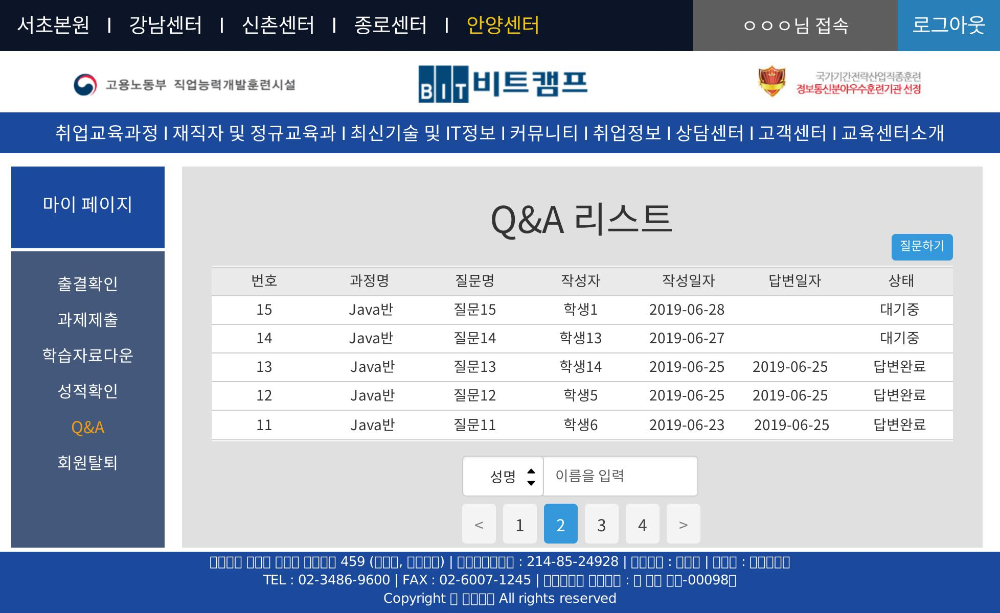 서초본원 I 강남센터 I 신촌센터 I 종로센터 I 안양센터 ㅇㅇㅇ님 접속 로그아웃
고용노동부 직업능력개발훈련시설
BIT비트캠프
국가기간전략산업직종훈련
정보통신분야우수훈련기관 선정
취업교육과정 I 재직자 및 정규교육과 I 최신기술 및 IT정보 I 커뮤니티 I 취업정보 I 상담센터 I 고객센터 I 교육센터소개
마이 페이지
출결확인
과제제출
학습자료다운
성적확인
Q&A
회원탈퇴
Q&A 리스트
질문하기
번호 과정명 질문명 작성자 작성일자 답변일자 상태
15 Java반 질문15 학생1 2019-06-28 대기중
14 Java반 질문14 학생13 2019-06-27 대기중
13 Java반 질문13 학생14 2019-06-25 2019-06-25 답변완료
12 Java반 질문12 학생5 2019-06-25 2019-06-25 답변완료
11 Java반 질문11 학생6 2019-06-23 2019-06-25 답변완료
성명 이름을 입력
< 1 2 3 4 >
459 ( , ) | : 214-85-24928 | : | :
TEL : 02-3486-9600 | FAX : 02-6007-1245 | : -00098
Copyright All rights reserved